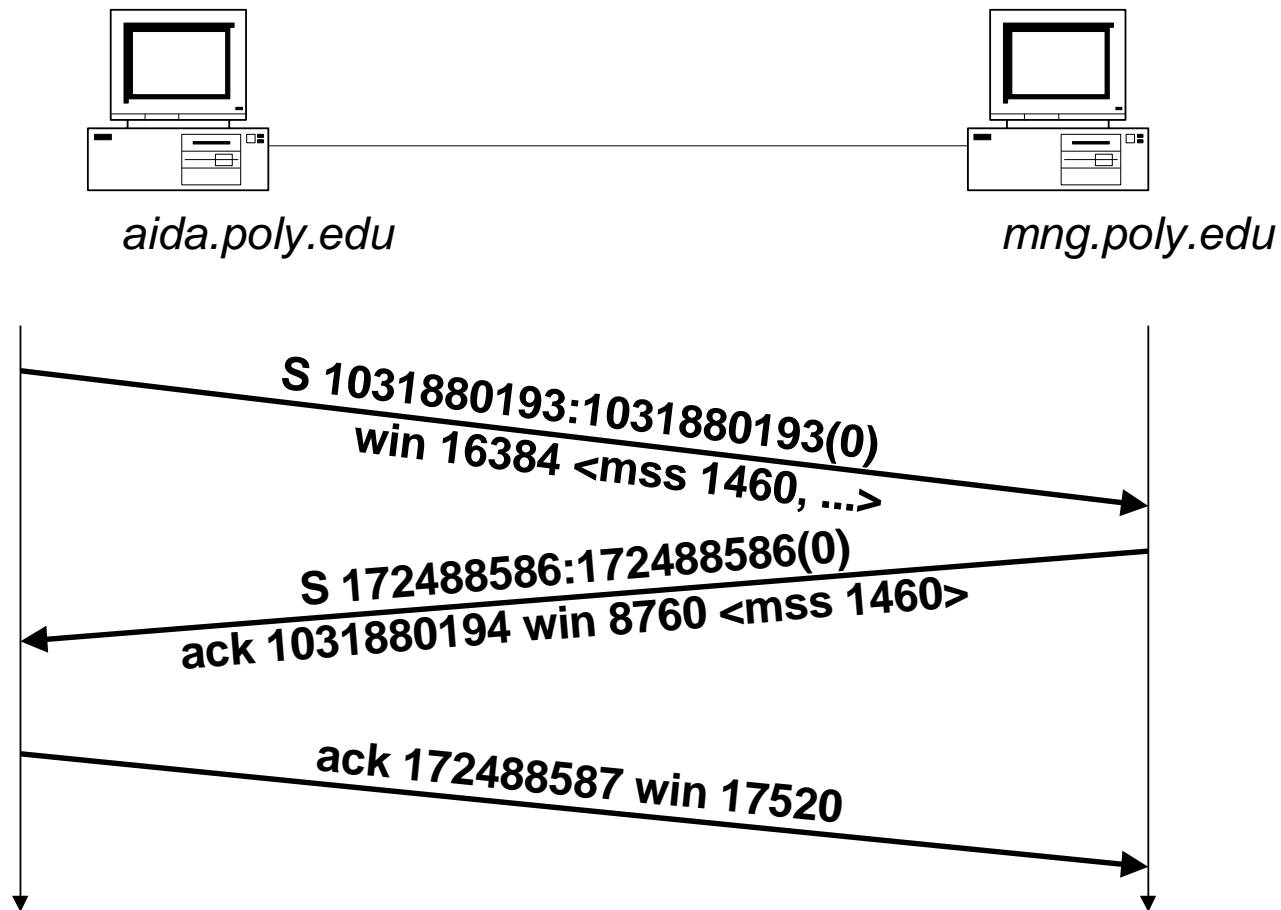 aida.poly.edu
mng.poly.edu
S 1031880193:1031880193(0)
win 16384 <mss 1460, ...>
S 172488586:172488586(0)
ack 1031880194 win 8760 <mss 1460>
ack 172488587 win 17520